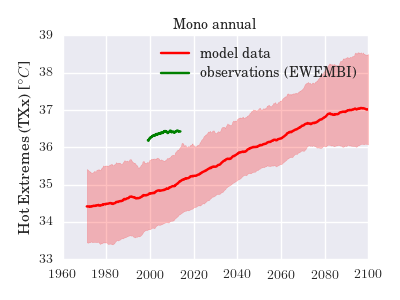 Mono annual
model data
observations (EWEMBI)
Hot Extremes (TXx) [°C]
39
38
37
36
35
34
33
1960 1980 2000 2020 2040 2060 2080 2100